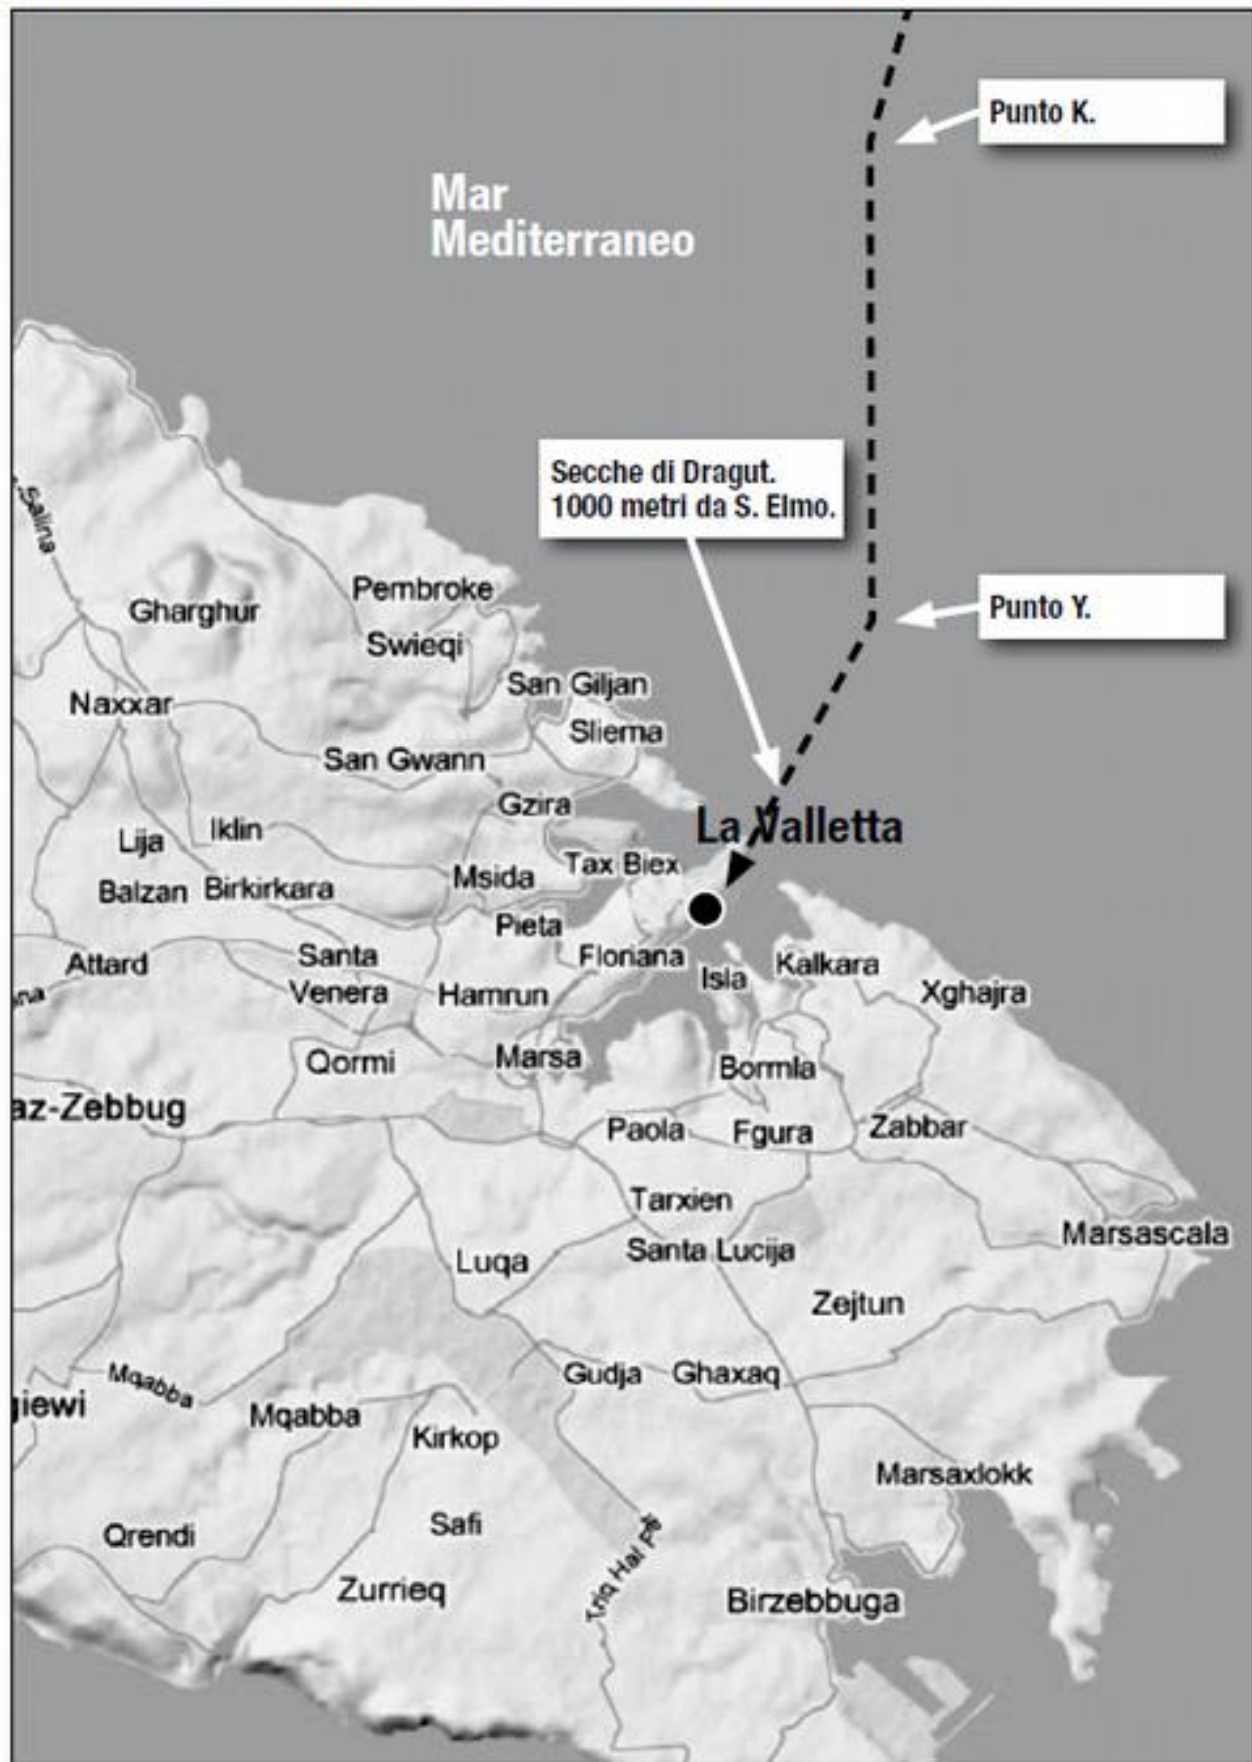 Punto K.
Mar
Mediterraneo
Secche di Dragut.
1000 metri da S. Elmo.
Salina
Punto Y.
Pembroke
Gharghur
Swieqi
San Giljan
Naxxar
Sliema
San Gwann
Gzira
La Valletta
Iklin
Lija
Tax Biex
Msida
Balzan
Birkirkara
Pieta
Santa
Venera
Floriana
Attard
Isla
Kalkara
Hamrun
Xghajra
Qormi
Marsa
Bormla
az-Zebbug
Paola
Fgura
Zabbar
Tarxien
Marsascala
Santa Lucija
Luqa
Zejtun
Mqabba
Gudja
Ghaxaq
giewi
Mqabba
Kirkop
Marsaxlokk
Safi
Qrendi
Triq Hal
Zurrieq
Birzebbuga